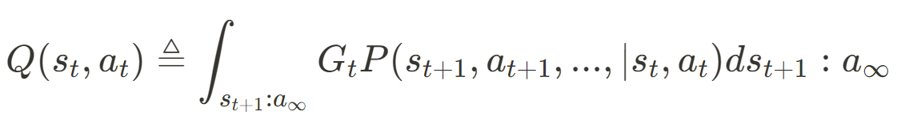 Q(s_t, a_t) ≜ ∫_{s_{t+1}:a_∞} G_t P(s_{t+1}, a_{t+1}, ..., |s_t, a_t) ds_{t+1} : a_∞